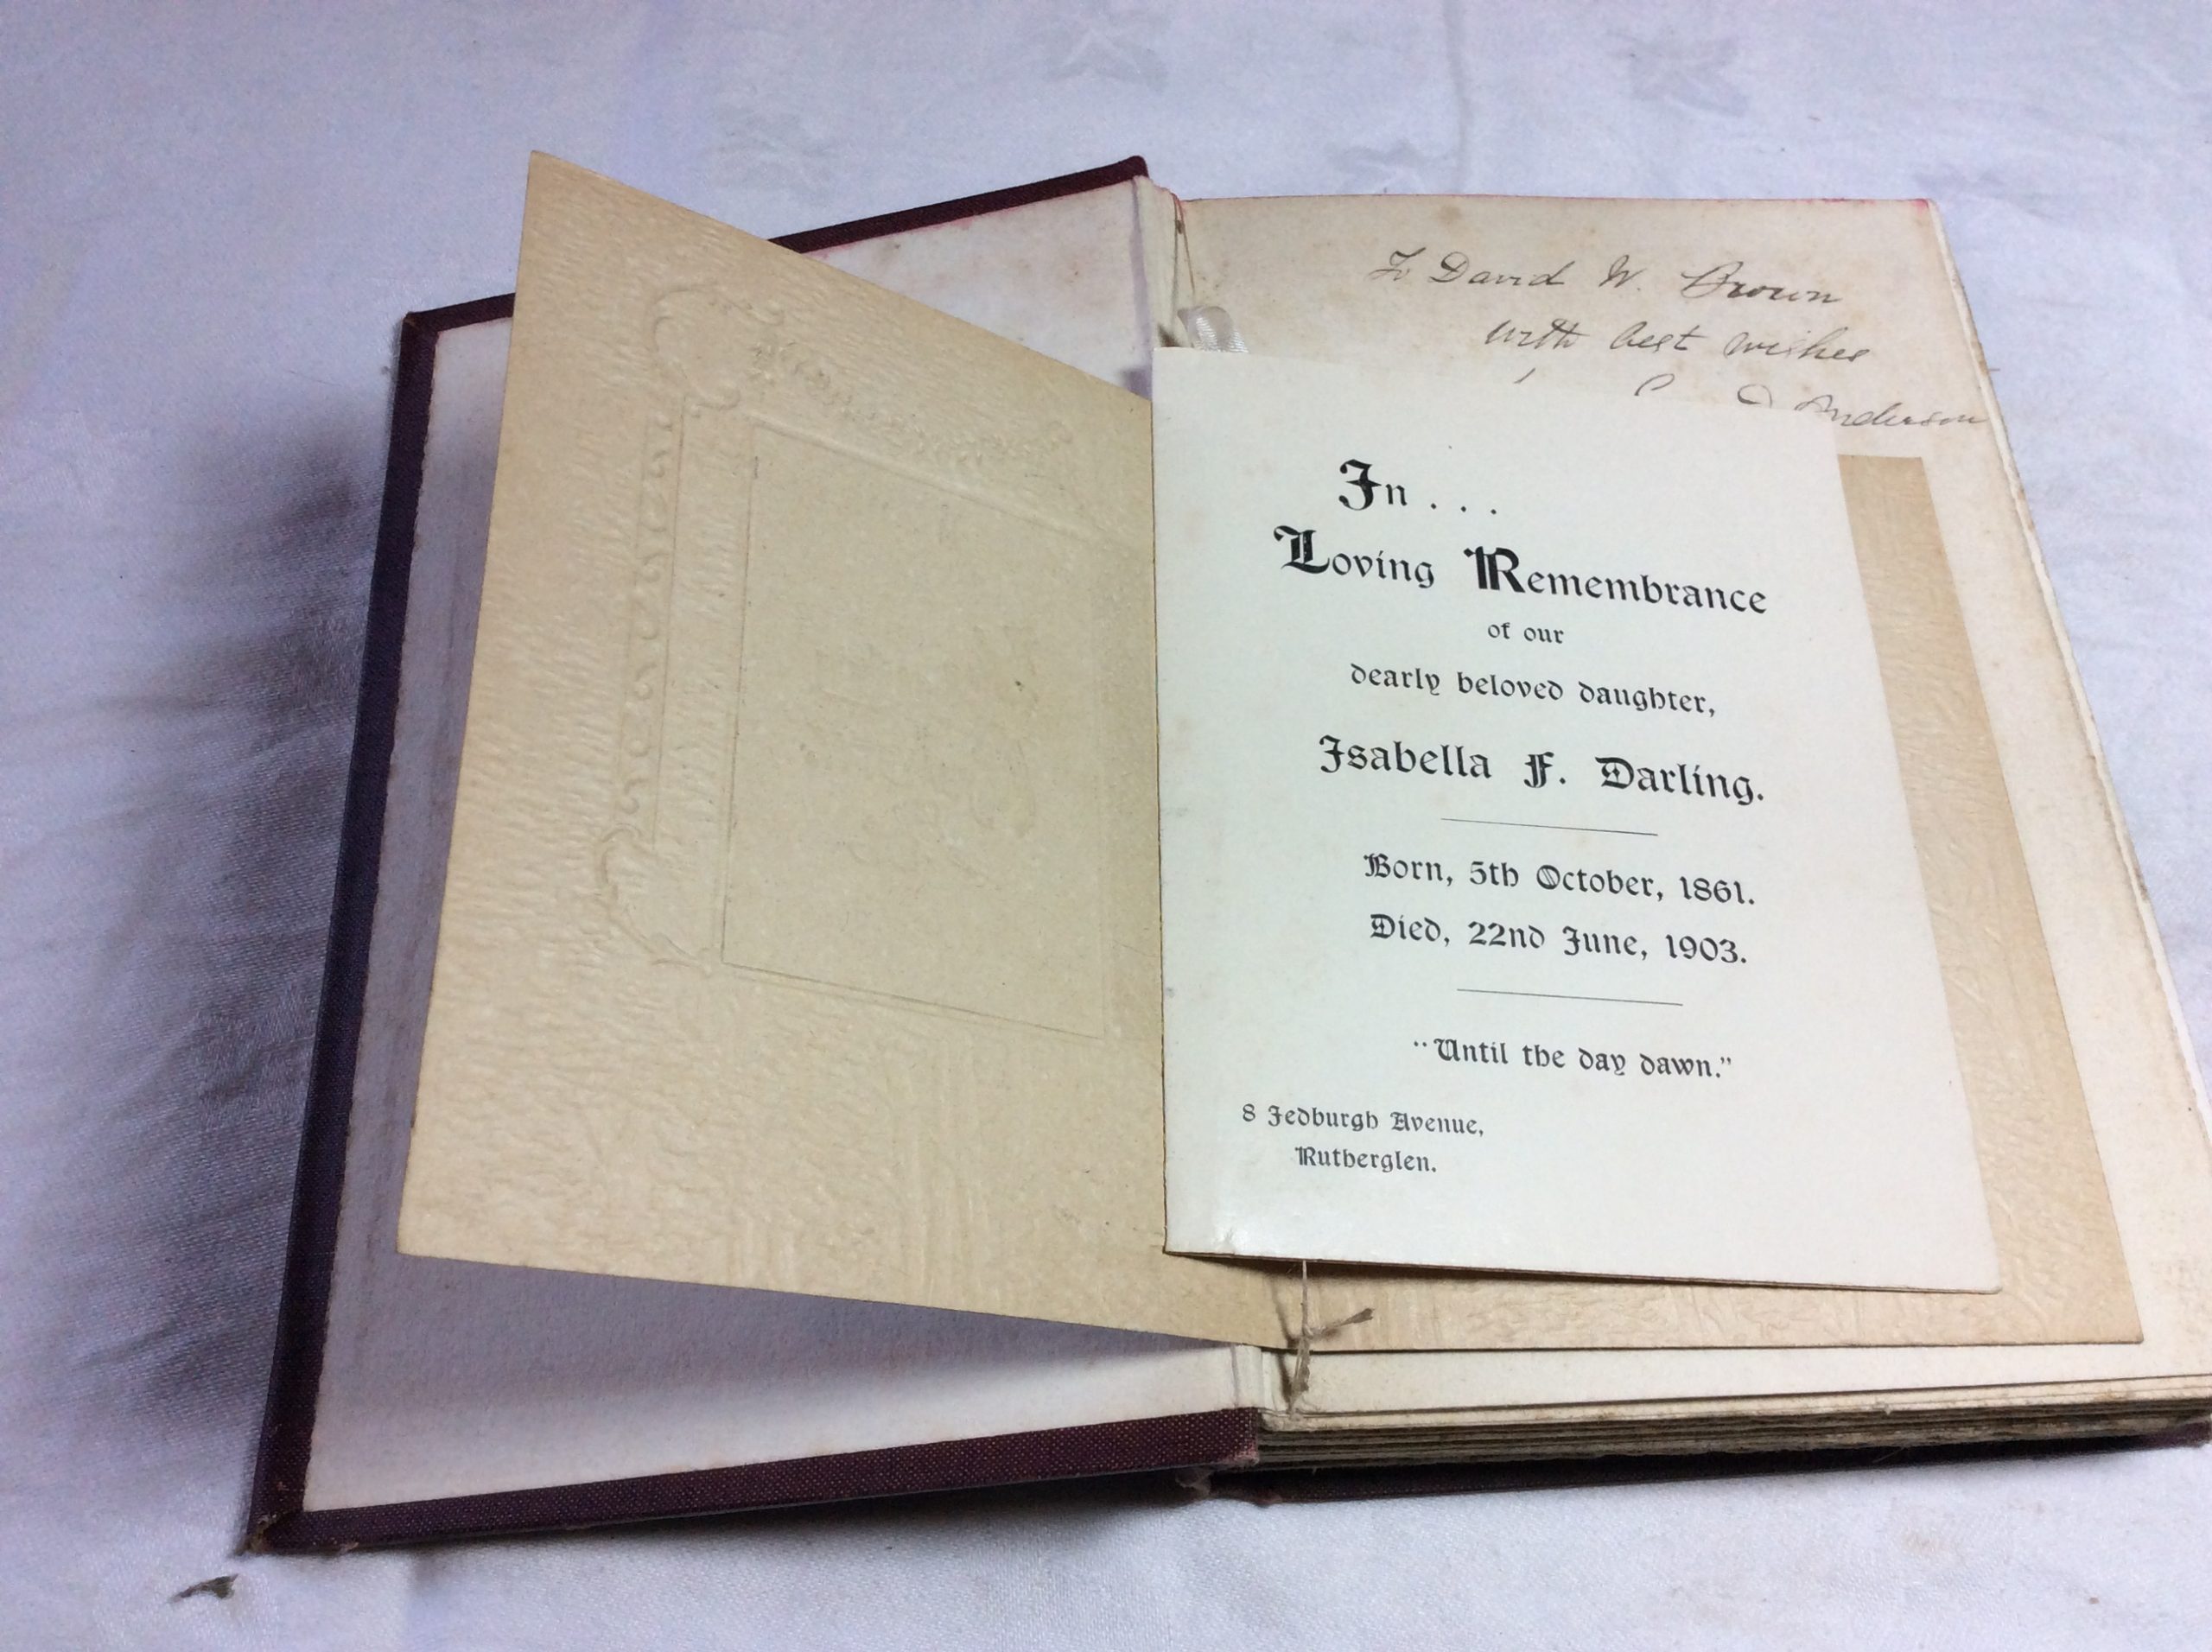 To David W. Brown
with best wishes
Anderson
In . . .
Loving Remembrance
of our
dearly beloved daughter,
Isabella F. Darling.
Born, 5th October, 1861.
Died, 22nd June, 1903.
"Until the day dawn."
8 Jedburgh Avenue,
Rutherglen.